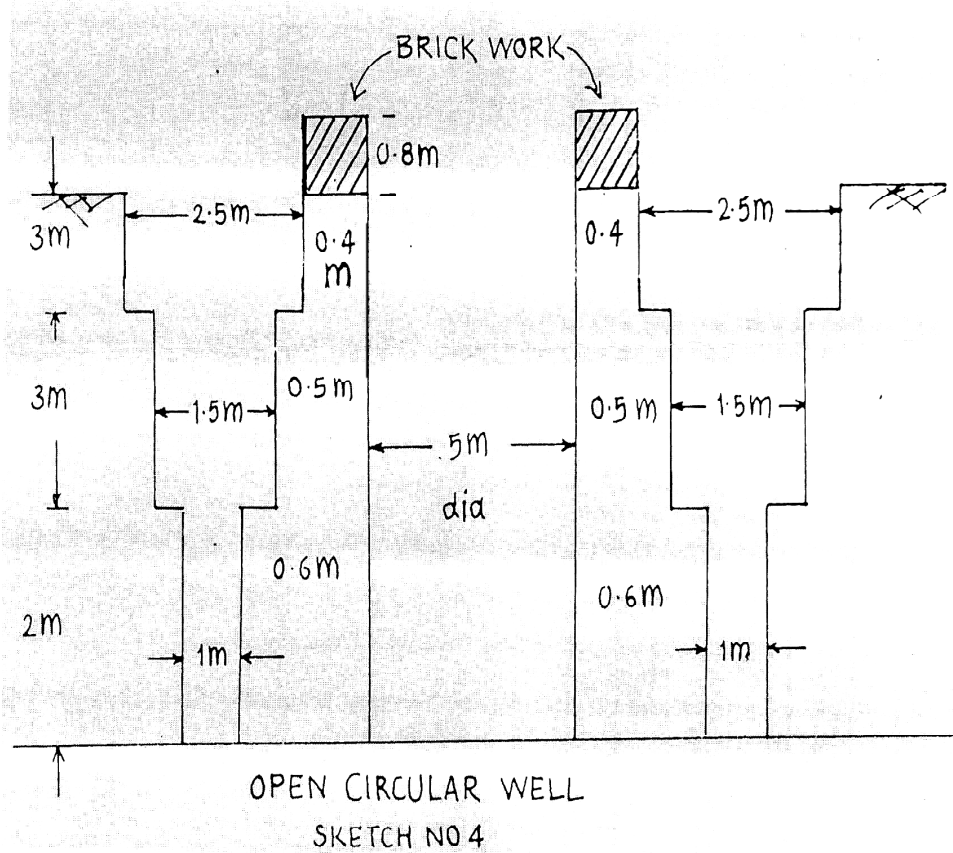 BRICK WORK
0.8m
2.5m
2.5m
3m
0.4
m
0.4
3m
0.5m
0.5m
1.5m
1.5m
5m
dia
0.6m
0.6m
2m
1m
1m
OPEN CIRCULAR WELL
SKETCH NO 4